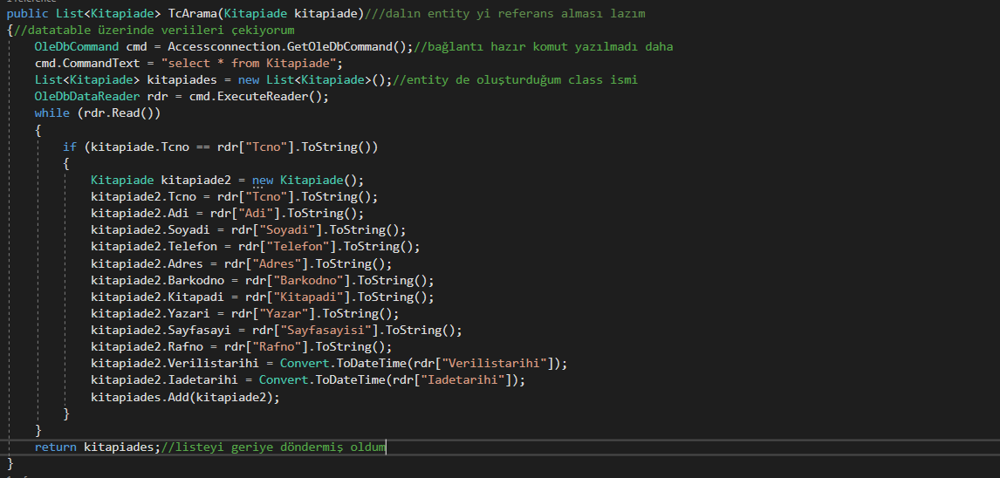 public List<Kitapiade> TcArama(Kitapiade kitapiade)///dalın entity yi referans alması lazım
{//datatable üzerinde veriileri çekiyorum
OleDbCommand cmd = Accessconnection.GetOleDbCommand();//bağlantı hazır komut yazılmadı daha
cmd.CommandText = "select * from Kitapiade";
List<Kitapiade> kitapiades = new List<Kitapiade>();//entity de oluşturduğum class ismi
OleDbDataReader rdr = cmd.ExecuteReader();
while (rdr.Read())
{
if (kitapiade.Tcno == rdr["Tcno"].ToString())
{
Kitapiade kitapiade2 = new Kitapiade();
kitapiade2.Tcno = rdr["Tcno"].ToString();
kitapiade2.Adi = rdr["Adi"].ToString();
kitapiade2.Soyadi = rdr["Soyadi"].ToString();
kitapiade2.Telefon = rdr["Telefon"].ToString();
kitapiade2.Adres = rdr["Adres"].ToString();
kitapiade2.Barkodno = rdr["Barkodno"].ToString();
kitapiade2.Kitapadi = rdr["Kitapadi"].ToString();
kitapiade2.Yazari = rdr["Yazar"].ToString();
kitapiade2.Sayfasayi = rdr["Sayfasayisi"].ToString();
kitapiade2.Rafno = rdr["Rafno"].ToString();
kitapiade2.Verilistarihi = Convert.ToDateTime(rdr["Verilistarihi"]);
kitapiade2.Iadetarihi = Convert.ToDateTime(rdr["Iadetarihi"]);
kitapiades.Add(kitapiade2);
}
}
return kitapiades;//listeyi geriye döndermiş oldum
}